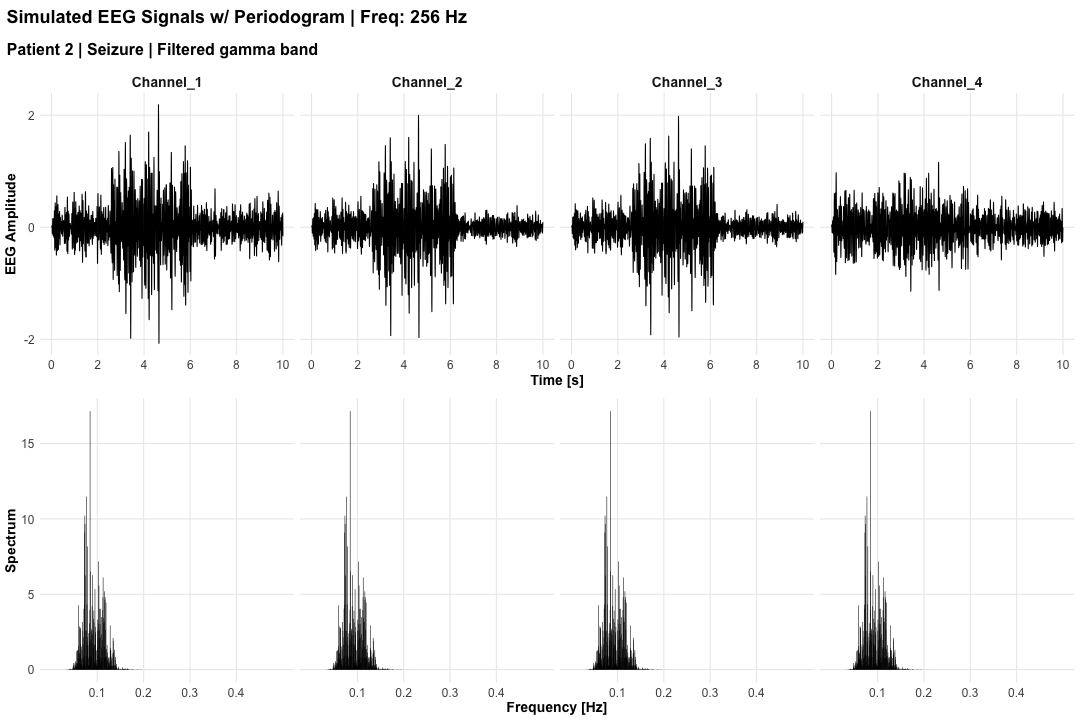 Simulated EEG Signals w/ Periodogram | Freq: 256 Hz
Patient 2 | Seizure | Filtered gamma band
Channel_1 Channel_2 Channel_3 Channel_4
EEG Amplitude
2
0
-2
0 2 4 6 8 10 0 2 4 6 8 10 0 2 4 6 8 10 0 2 4 6 8 10
Time [s]
Spectrum
15
10
5
0
0.1 0.2 0.3 0.4 0.1 0.2 0.3 0.4 0.1 0.2 0.3 0.4 0.1 0.2 0.3 0.4
Frequency [Hz]